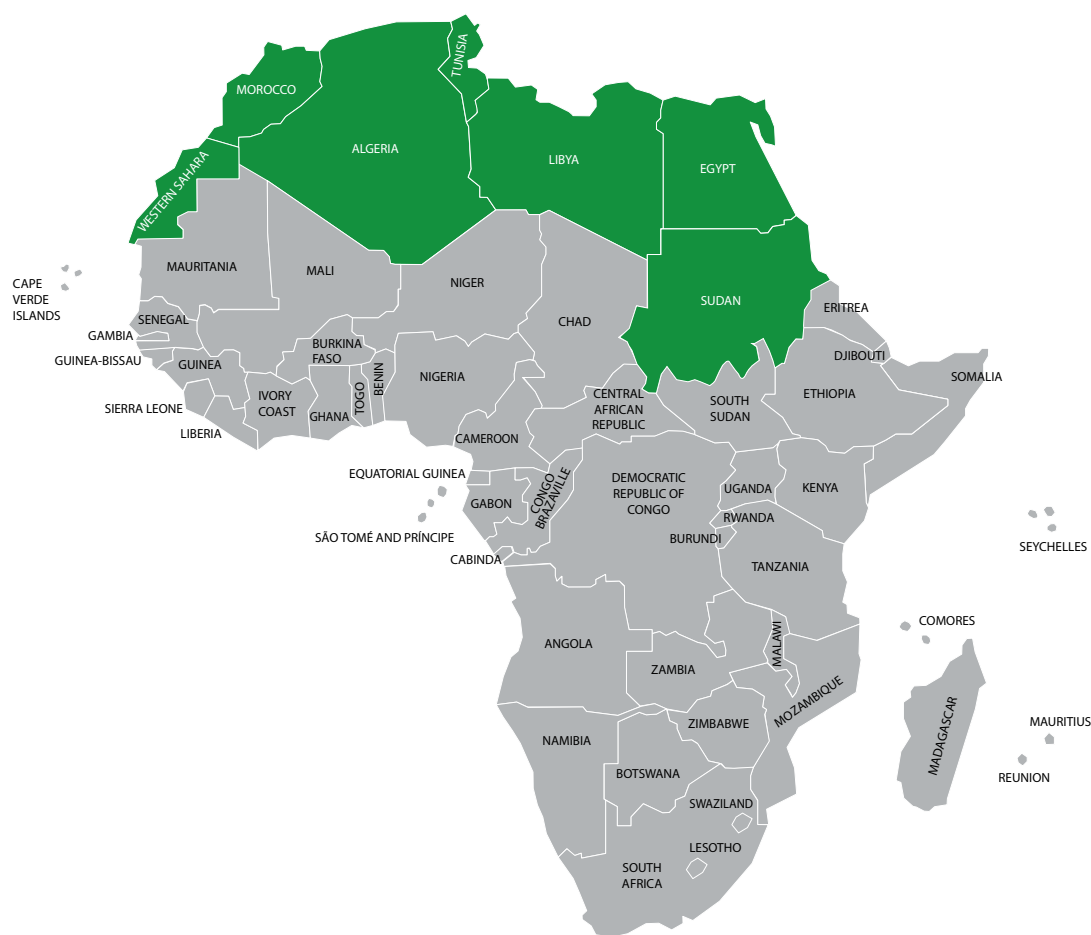 TUNISIA
MOROCCO
ALGERIA
LIBYA
EGYPT
WESTERN SAHARA
MAURITANIA
MALI
NIGER
CHAD
SUDAN
ERITREA
CAPE
VERDE
ISLANDS
SENEGAL
GAMBIA
GUINEA-BISSAU
GUINEA
BURKINA
FASO
BENIN
TOGO
NIGERIA
DJIBOUTI
SOMALIA
ETHIOPIA
SIERRA LEONE
LIBERIA
IVORY
COAST
GHANA
CENTRAL
AFRICAN
REPUBLIC
SOUTH
SUDAN
CAMEROON
EQUATORIAL GUINEA
GABON
CONGO
BRAZAVILLE
DEMOCRATIC
REPUBLIC OF
CONGO
UGANDA
KENYA
RWANDA
BURUNDI
SÃO TOMÉ AND PRÍNCIPE
CABINDA
TANZANIA
SEYCHELLES
COMORES
ANGOLA
ZAMBIA
MALAWI
MOZAMBIQUE
ZIMBABWE
NAMIBIA
BOTSWANA
MADAGASCAR
MAURITIUS
REUNION
SWAZILAND
LESOTHO
SOUTH
AFRICA